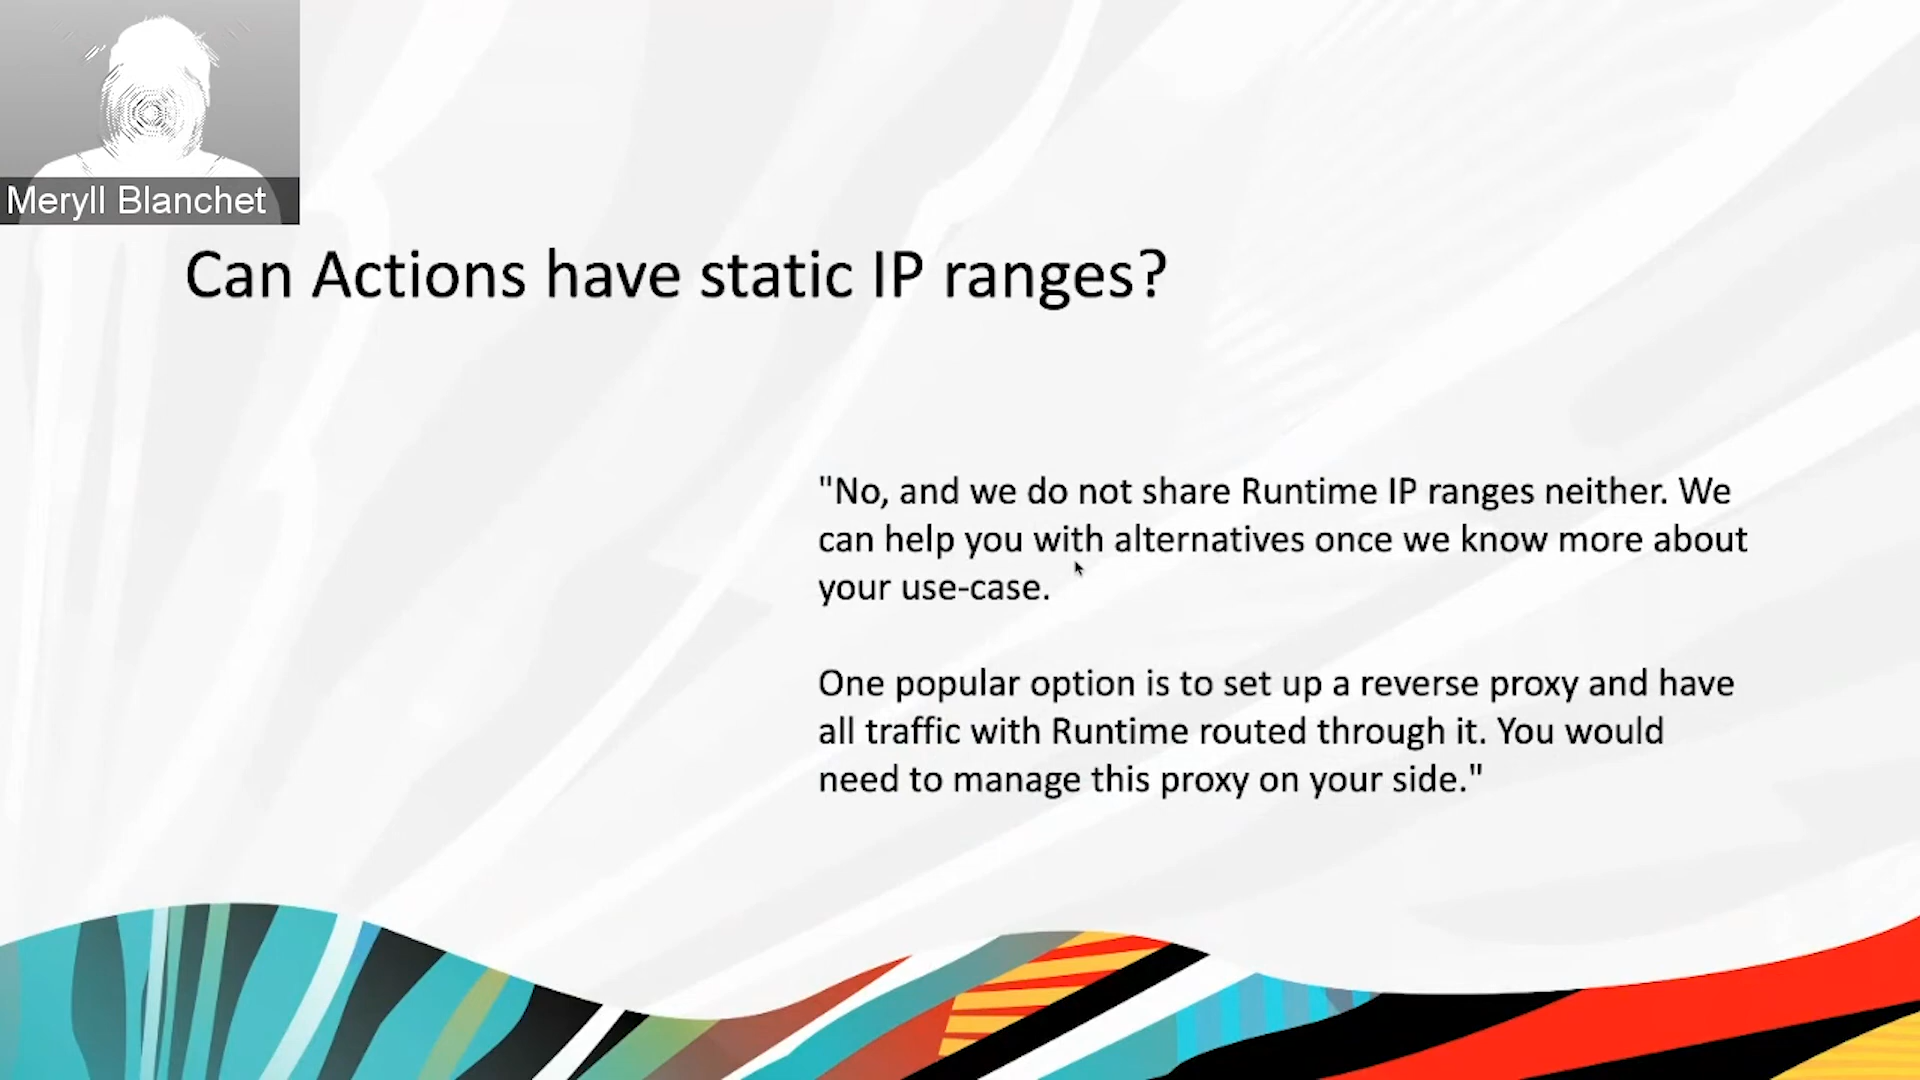 Meryll Blanchet
Can Actions have static IP ranges?
"No, and we do not share Runtime IP ranges neither. We
can help you with alternatives once we know more about
your use-case.
One popular option is to set up a reverse proxy and have
all traffic with Runtime routed through it. You would
need to manage this proxy on your side."